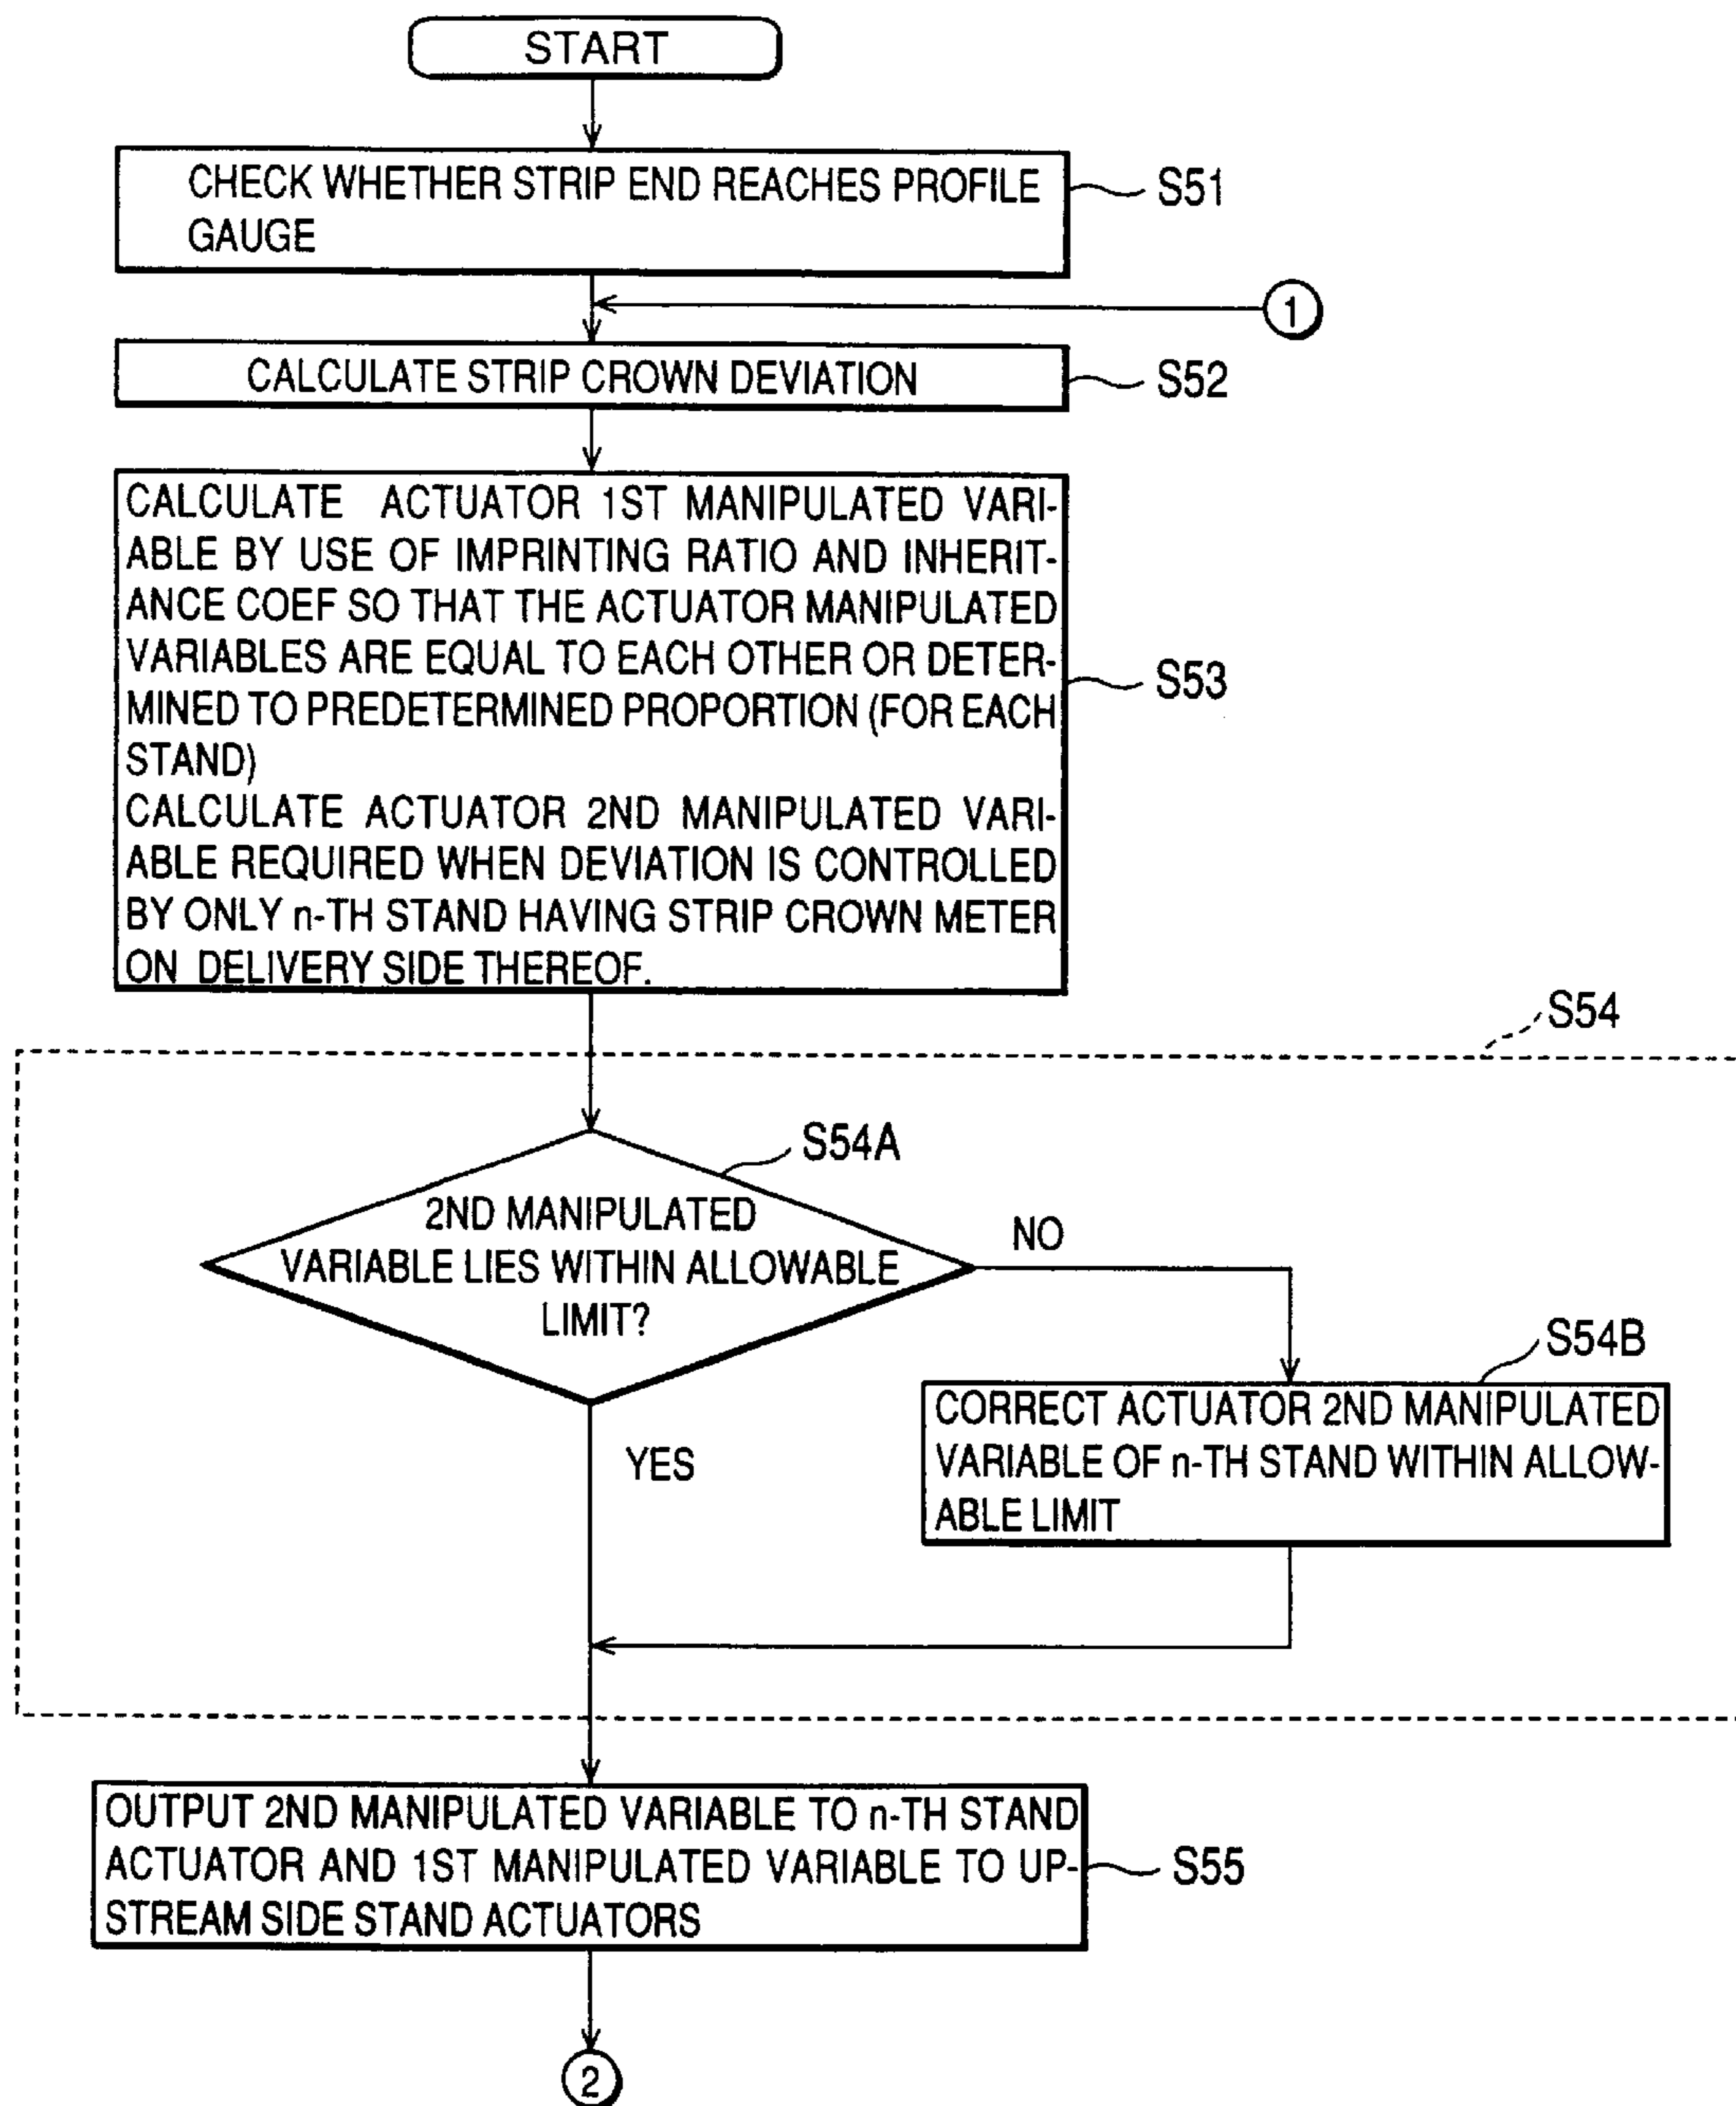 START
CHECK WHETHER STRIP END REACHES PROFILE
GAUGE
S51
1
CALCULATE STRIP CROWN DEVIATION
S52
CALCULATE ACTUATOR 1ST MANIPULATED VARI-
ABLE BY USE OF IMPRINTING RATIO AND INHERIT-
ANCE COEF SO THAT THE ACTUATOR MANIPULATED
VARIABLES ARE EQUAL TO EACH OTHER OR DETER-
MINED TO PREDETERMINED PROPORTION (FOR EACH
STAND)
CALCULATE ACTUATOR 2ND MANIPULATED VARI-
ABLE REQUIRED WHEN DEVIATION IS CONTROLLED
BY ONLY n-TH STAND HAVING STRIP CROWN METER
ON DELIVERY SIDE THEREOF.
S53
S54
S54A
2ND MANIPULATED
VARIABLE LIES WITHIN ALLOWABLE
LIMIT?
NO
YES
S54B
CORRECT ACTUATOR 2ND MANIPULATED
VARIABLE OF n-TH STAND WITHIN ALLOW-
ABLE LIMIT
OUTPUT 2ND MANIPULATED VARIABLE TO n-TH STAND
ACTUATOR AND 1ST MANIPULATED VARIABLE TO UP-
STREAM SIDE STAND ACTUATORS
S55
2